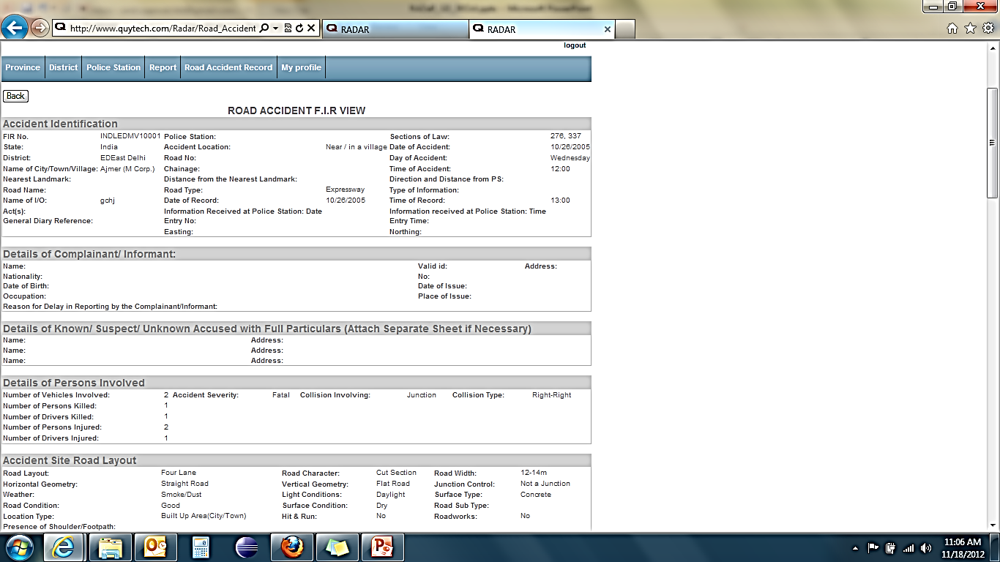 http://www.quytech.com/Radar/Road_Accident
RADAR
RADAR
logout
Province District Police Station Report Road Accident Record My profile
Back
ROAD ACCIDENT F.I.R VIEW
Accident Identification
FIR No. INDLEDMV10001 Police Station: Sections of Law: 276, 337
State: India Accident Location: Near / in a village Date of Accident: 10/26/2005
District: EDEast Delhi Road No: Day of Accident: Wednesday
Name of City/Town/Village: Ajmer (M Corp.) Chainage: Time of Accident: 12:00
Nearest Landmark: Distance from the Nearest Landmark: Direction and Distance from PS:
Road Name: Road Type: Expressway Type of Information:
Name of I/O: gchj Date of Record: 10/26/2005 Time of Record: 13:00
Act(s): Information Received at Police Station: Date Information received at Police Station: Time
General Diary Reference: Entry No: Entry Time:
Easting: Northing:
Details of Complainant/ Informant:
Name: Valid id: Address:
Nationality: No:
Date of Birth: Date of Issue:
Occupation: Place of Issue:
Reason for Delay in Reporting by the Complainant/Informant:
Details of Known/ Suspect/ Unknown Accused with Full Particulars (Attach Separate Sheet if Necessary)
Name: Address:
Name: Address:
Name: Address:
Details of Persons Involved
Number of Vehicles Involved: 2 Accident Severity: Fatal Collision Involving: Junction Collision Type: Right-Right
Number of Persons Killed: 1
Number of Drivers Killed: 1
Number of Persons Injured: 2
Number of Drivers Injured: 1
Accident Site Road Layout
Road Layout: Four Lane Road Character: Cut Section Road Width: 12-14m
Horizontal Geometry: Straight Road Vertical Geometry: Flat Road Junction Control: Not a Junction
Weather: Smoke/Dust Light Conditions: Daylight Surface Type: Concrete
Road Condition: Good Surface Condition: Dry Road Sub Type:
Location Type: Built Up Area(City/Town) Hit & Run: No Roadworks: No
Presence of Shoulder/Footpath:
11:06 AM
11/18/2012